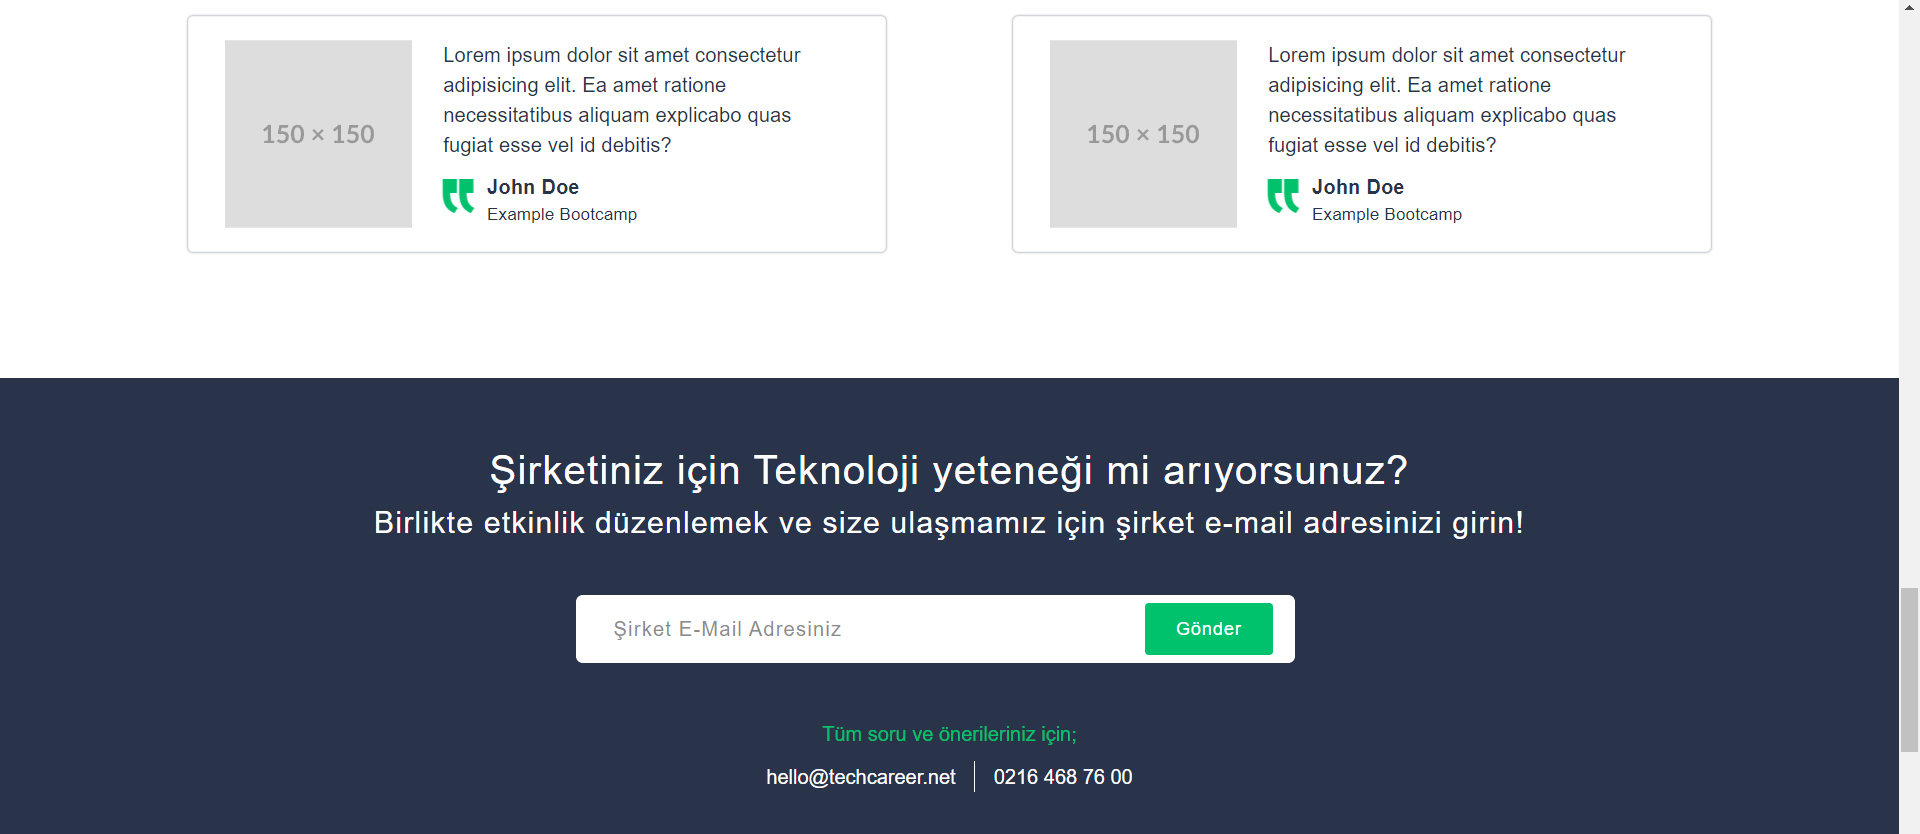 150 × 150
Lorem ipsum dolor sit amet consectetur
adipisicing elit. Ea amet ratione
necessitatibus aliquam explicabo quas
fugiat esse vel id debitis?
John Doe
Example Bootcamp
150 × 150
Lorem ipsum dolor sit amet consectetur
adipisicing elit. Ea amet ratione
necessitatibus aliquam explicabo quas
fugiat esse vel id debitis?
John Doe
Example Bootcamp
Şirketiniz için Teknoloji yeteneği mi arıyorsunuz?
Birlikte etkinlik düzenlemek ve size ulaşmamız için şirket e-mail adresinizi girin!
Şirket E-Mail Adresiniz
Gönder
Tüm soru ve önerileriniz için;
hello@techcareer.net
0216 468 76 00